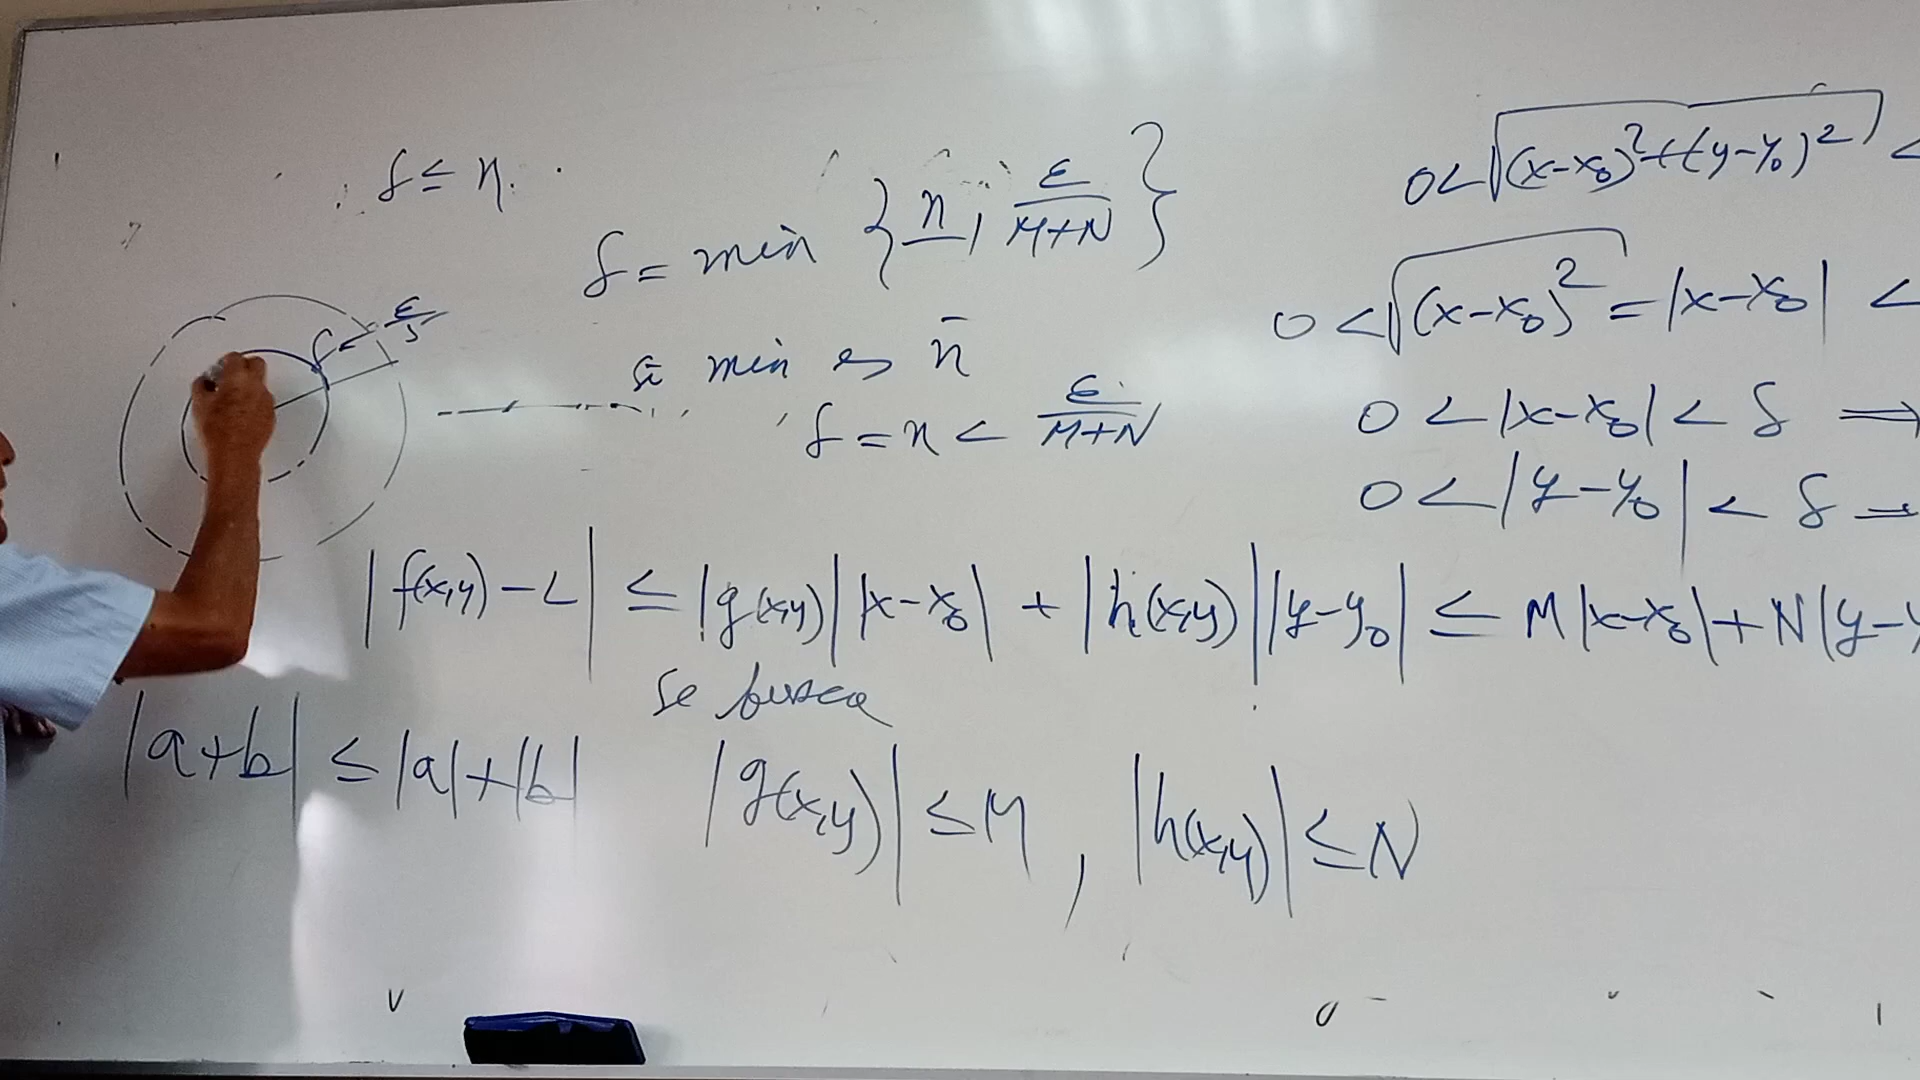 δ ≤ n.
δ = min { n, ε/(M+N) }
si min es n
δ = n < ε/(M+N)
0 < √((x-x₀)²+(y-y₀)²) <
0 < √((x-x₀)²) = |x-x₀| <
0 < |x-x₀| < δ ⇒
0 < |y-y₀| < δ ⇒
|f(x,y) - L| ≤ |g(x,y)||x-x₀| + |h(x,y)||y-y₀| ≤ M|x-x₀| + N|y-y
se busca
|a+b| ≤ |a|+|b|
|g(x,y)| ≤ M, |h(x,y)| ≤ N